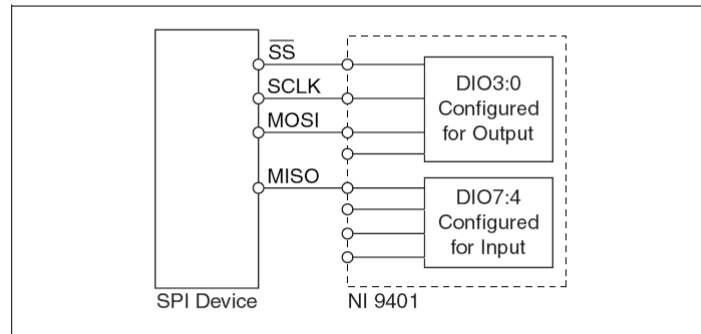 SS
SCLK
MOSI
MISO
DIO3:0
Configured
for Output
DIO7:4
Configured
for Input
SPI Device
NI 9401